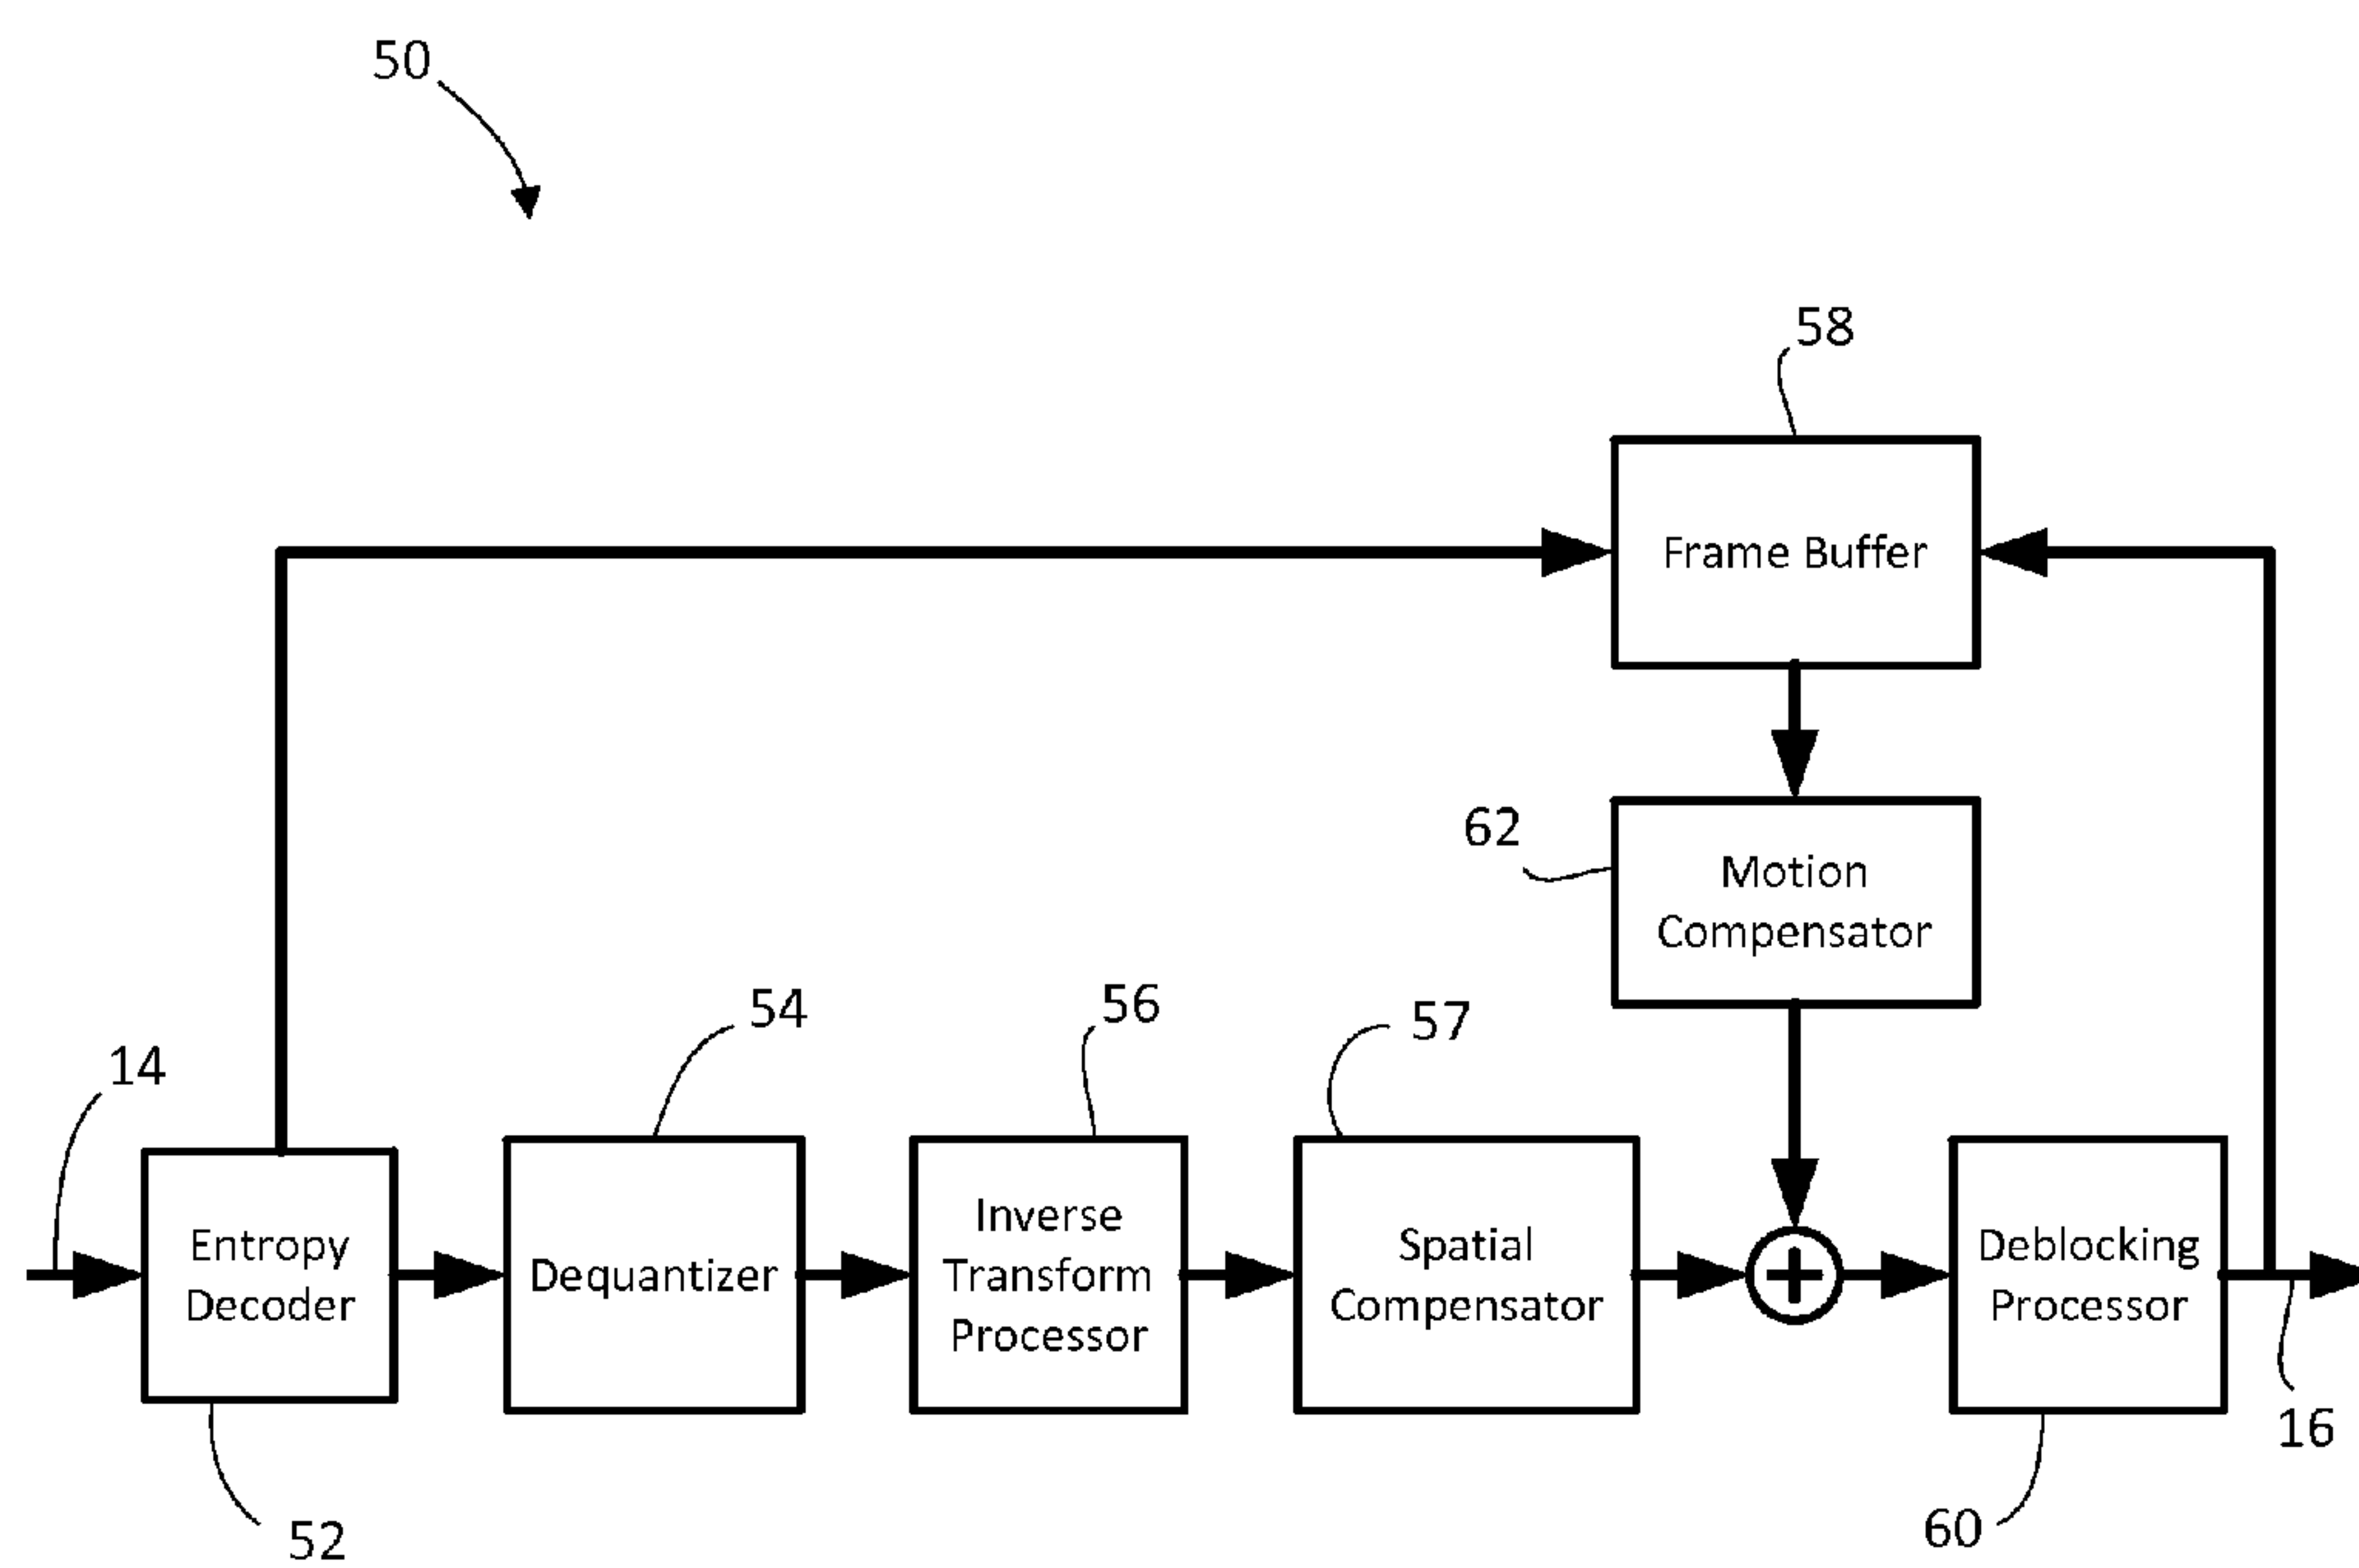 50
58
Frame Buffer
62
Motion
Compensator
54
56
57
14
Entropy
Decoder
Dequantizer
Inverse
Transform
Processor
Spatial
Compensator
+
Deblocking
Processor
16
52
60